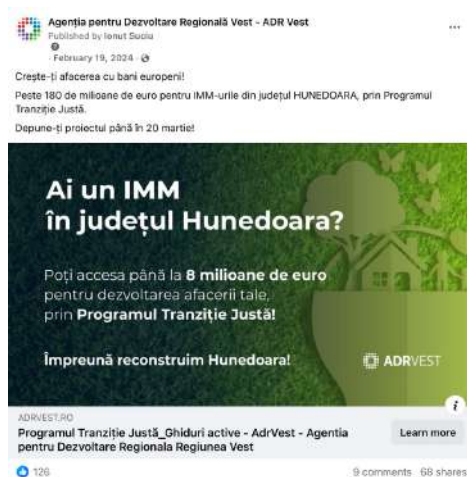 Agenția pentru Dezvoltare Regională Vest - ADR Vest
Published by Ionut Suciu
February 19, 2024 ·
Crește-ți afacerea cu bani europeni!
Peste 180 de milioane de euro pentru IMM-urile din județul HUNEDOARA, prin Programul
Tranziție Justă.
Depune-ți proiectul până în 20 martie!
Ai un IMM
în județul Hunedoara?
Poți accesa până la 8 milioane de euro
pentru dezvoltarea afacerii tale,
prin Programul Tranziție Justă!
Împreună reconstruim Hunedoara!
ADRVEST
ADRVEST.RO
Programul Tranziție Justă_Ghiduri active - AdrVest - Agentia
pentru Dezvoltare Regionala Regiunea Vest
Learn more
126
9 comments 68 shares